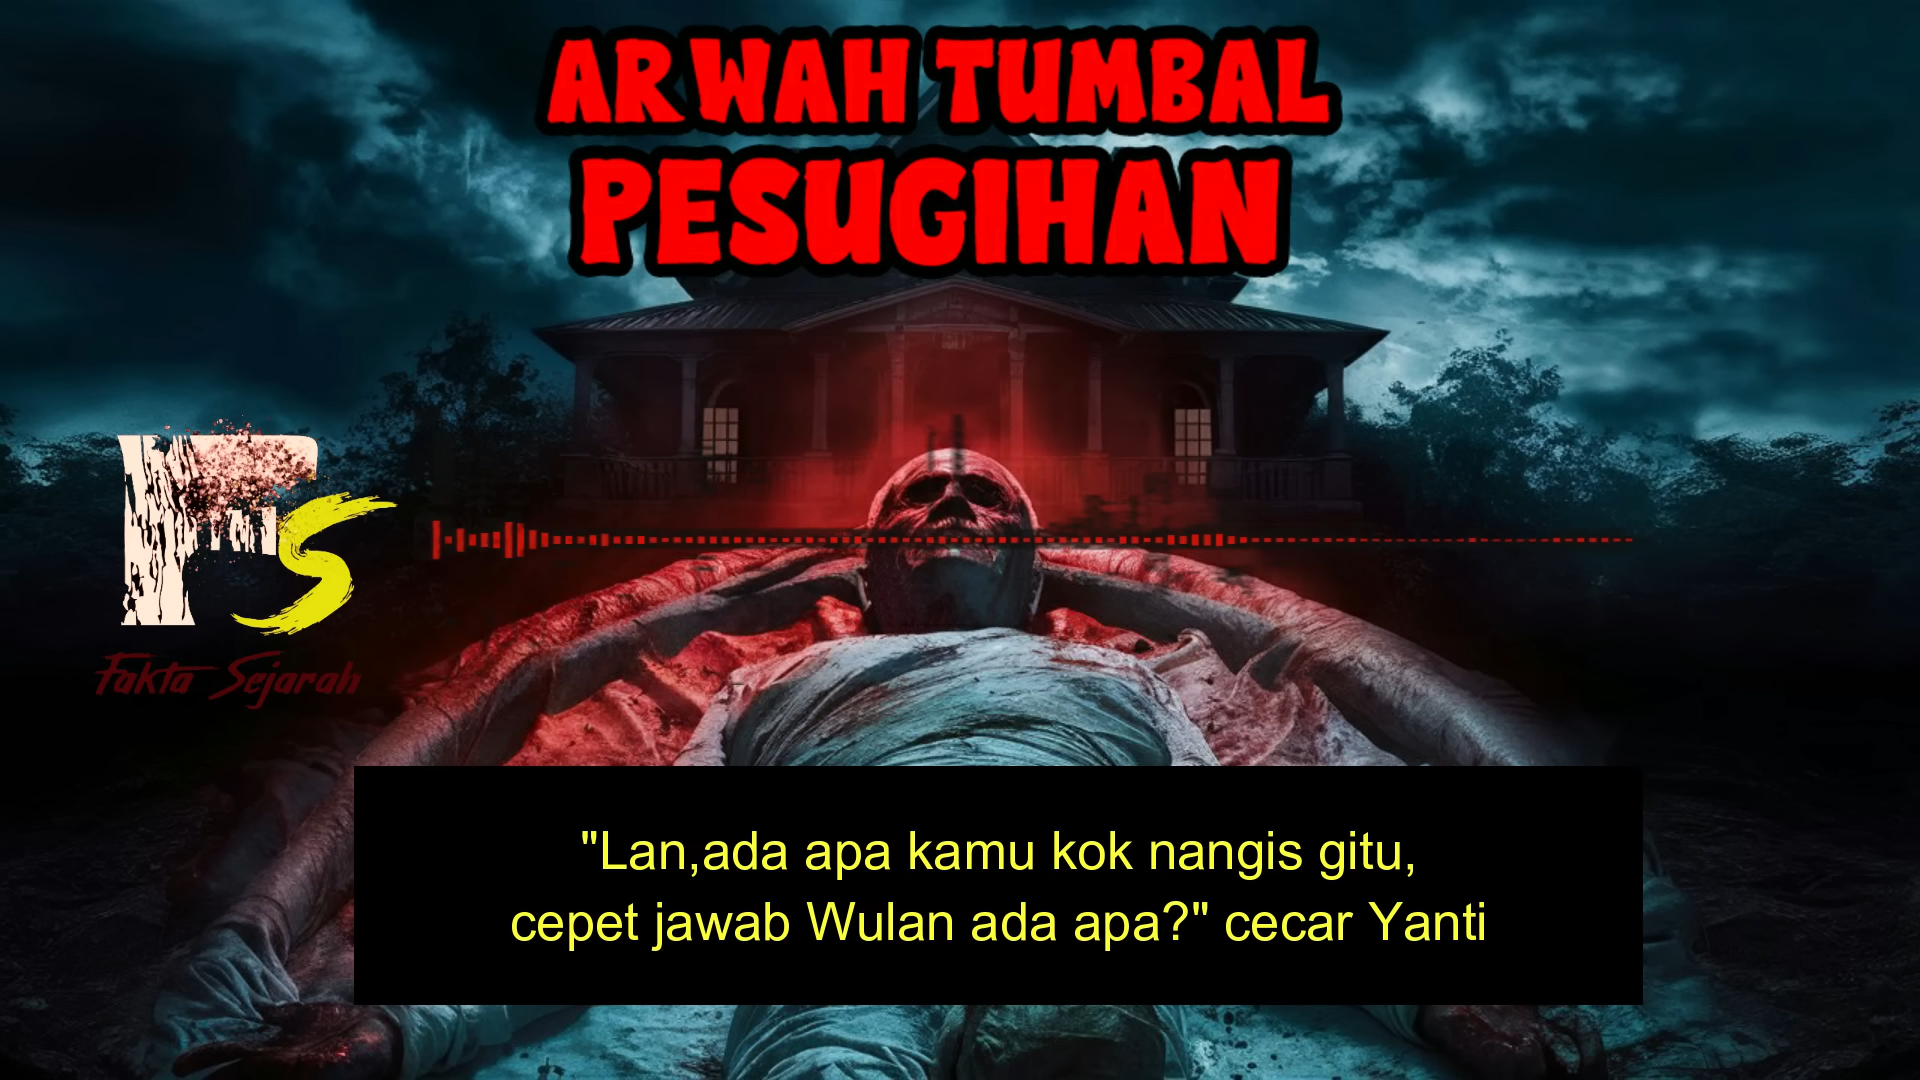 ARWAH TUMBAL
PESUGIHAN
FS
Fakta Sejarah
"Lan,ada apa kamu kok nangis gitu,
cepet jawab Wulan ada apa?" cecar Yanti